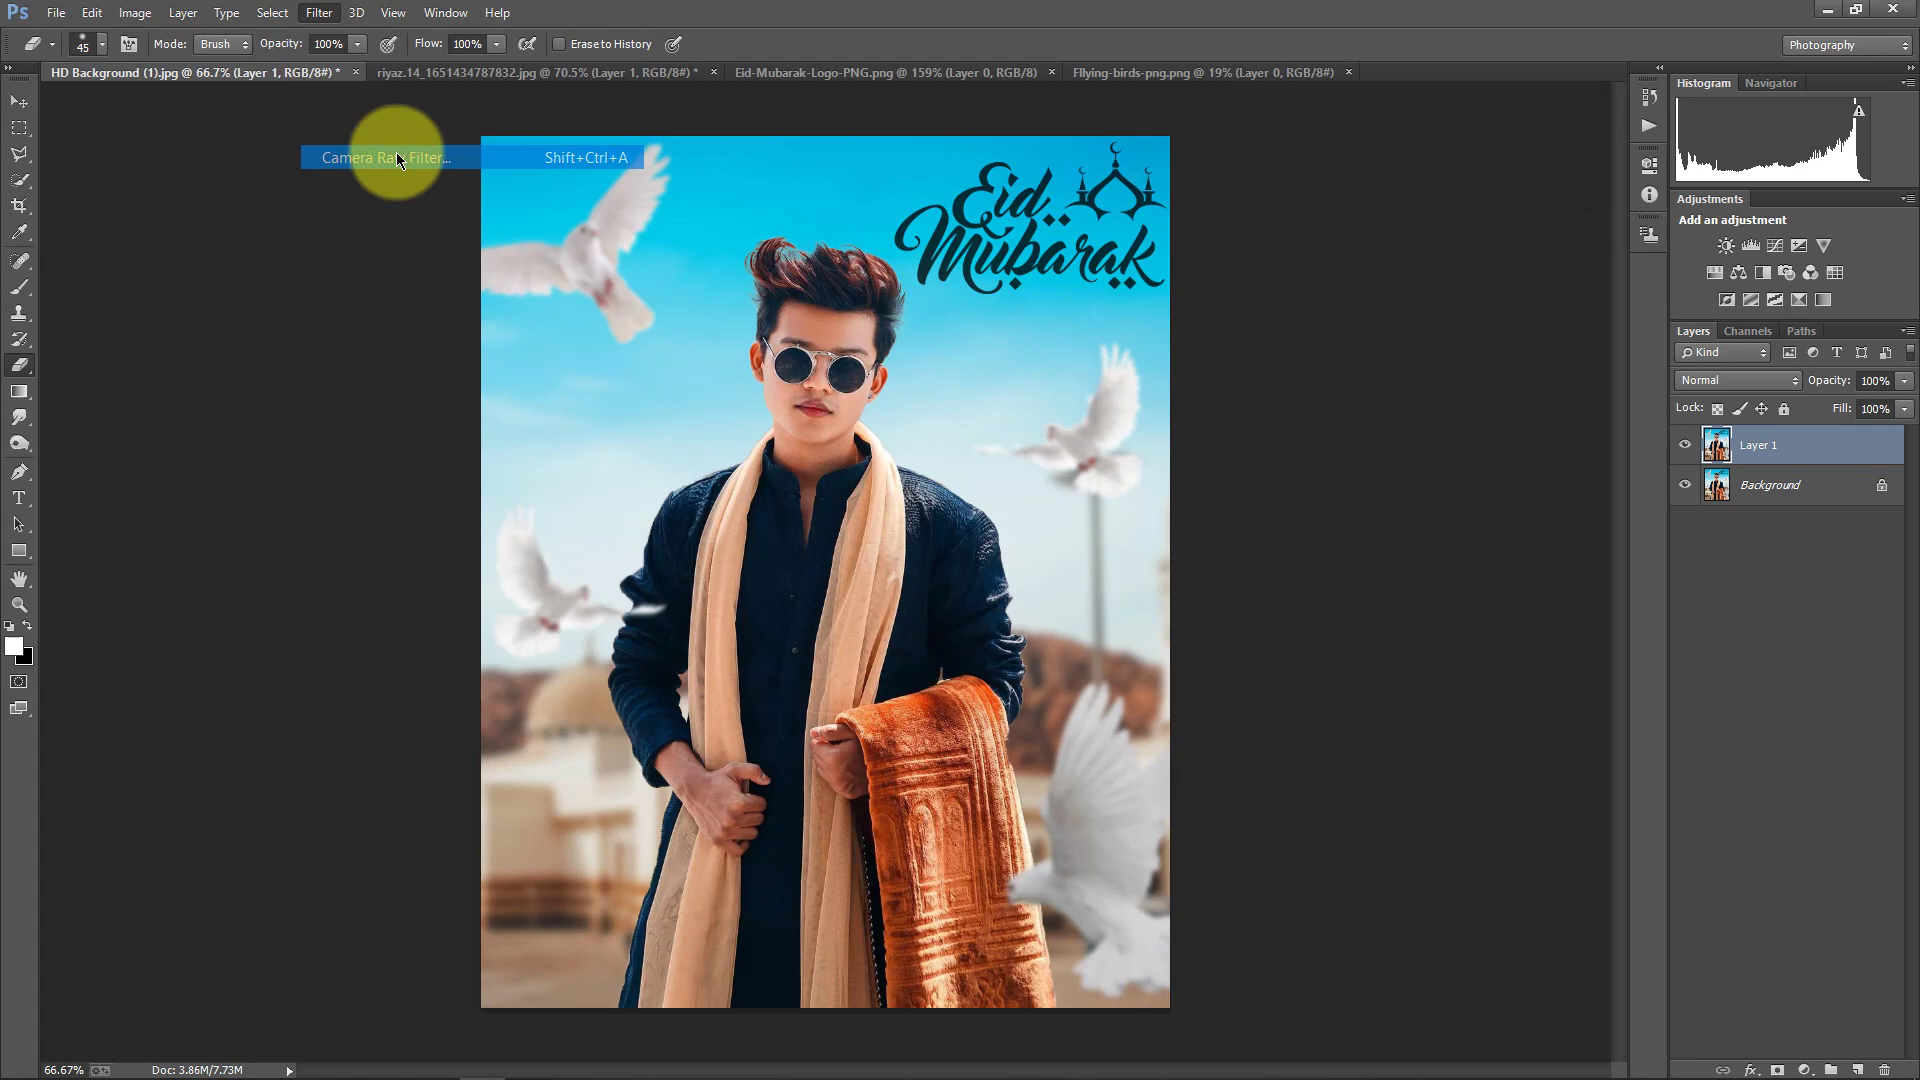 Ps File Edit Image Layer Type Select Filter 3D View Window Help
45 Mode: Brush Opacity: 100% Flow: 100% Erase to History Photography
HD Background (1).jpg @ 66.7% (Layer 1, RGB/8#) * × riyaz.14_1651434787832.jpg @ 70.5% (Layer 1, RGB/8#) * × Eid-Mubarak-Logo-PNG.png @ 159% (Layer 0, RGB/8) × Fllying-birds-png.png @ 19% (Layer 0, RGB/8#) ×
Histogram Navigator
Camera Raw Filter... Shift+Ctrl+A
Eid
Mubarak
Adjustments
Add an adjustment
Layers Channels Paths
Kind
Normal Opacity: 100%
Lock: Fill: 100%
Layer 1
Background
66.67% Doc: 3.86M/7.73M
fx